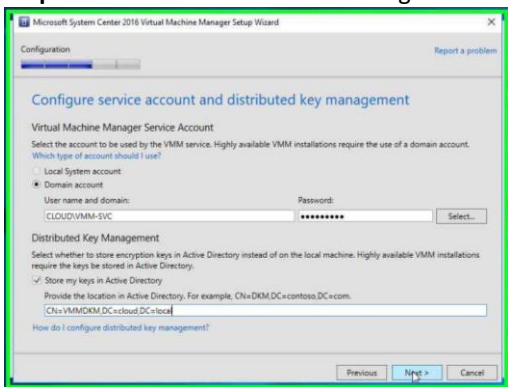 Microsoft System Center 2016 Virtual Machine Manager Setup Wizard
Configuration
Report a problem
Configure service account and distributed key management
Virtual Machine Manager Service Account
Select the account to be used by the VMM service. Highly available VMM installations require the use of a domain account.
Which type of account should I use?
Local System account
Domain account
User name and domain:
Password:
CLOUD\VMM-SVC
•••••••••
Select...
Distributed Key Management
Select whether to store encryption keys in Active Directory instead of on the local machine. Highly available VMM installations
require the keys be stored in Active Directory.
Store my keys in Active Directory
Provide the location in Active Directory. For example, CN=DKM,DC=contoso,DC=com.
CN=VMMDKM,DC=cloud,DC=local
How do I configure distributed key management?
Previous
Next >
Cancel